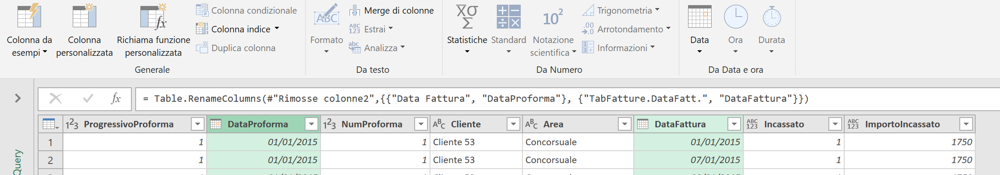 Colonna da esempi
Colonna personalizzata
Richiama funzione personalizzata
Colonna condizionale
Colonna indice
Duplica colonna
Generale
Formato
Merge di colonne
Estrai
Analizza
Da testo
Statistiche
Standard
Notazione scientifica
Trigonometria
Arrotondamento
Informazioni
Da Numero
Data
Ora
Durata
Da Data e ora
= Table.RenameColumns(#"Rimosse colonne2",{{"Data Fattura", "DataProforma"}, {"TabFatture.DataFatt.", "DataFattura"}})
Query
ProgressivoProforma DataProforma NumProforma Cliente Area DataFattura Incassato ImportoIncassato
1 1 01/01/2015 1 Cliente 53 Concorsuale 01/01/2015 1 1750
2 1 01/01/2015 1 Cliente 53 Concorsuale 07/01/2015 1 1750